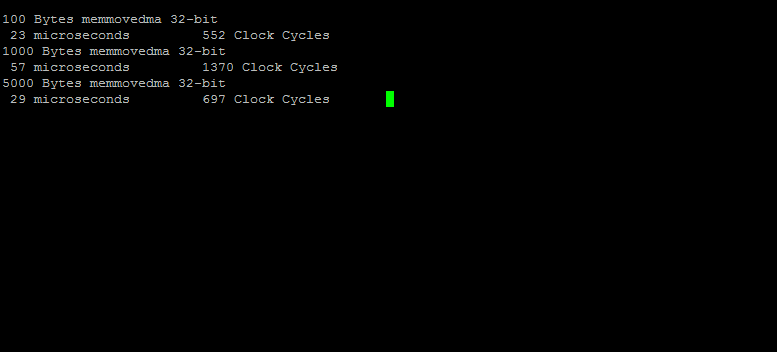 100 Bytes memmovedma 32-bit
23 microseconds 552 Clock Cycles
1000 Bytes memmovedma 32-bit
57 microseconds 1370 Clock Cycles
5000 Bytes memmovedma 32-bit
29 microseconds 697 Clock Cycles